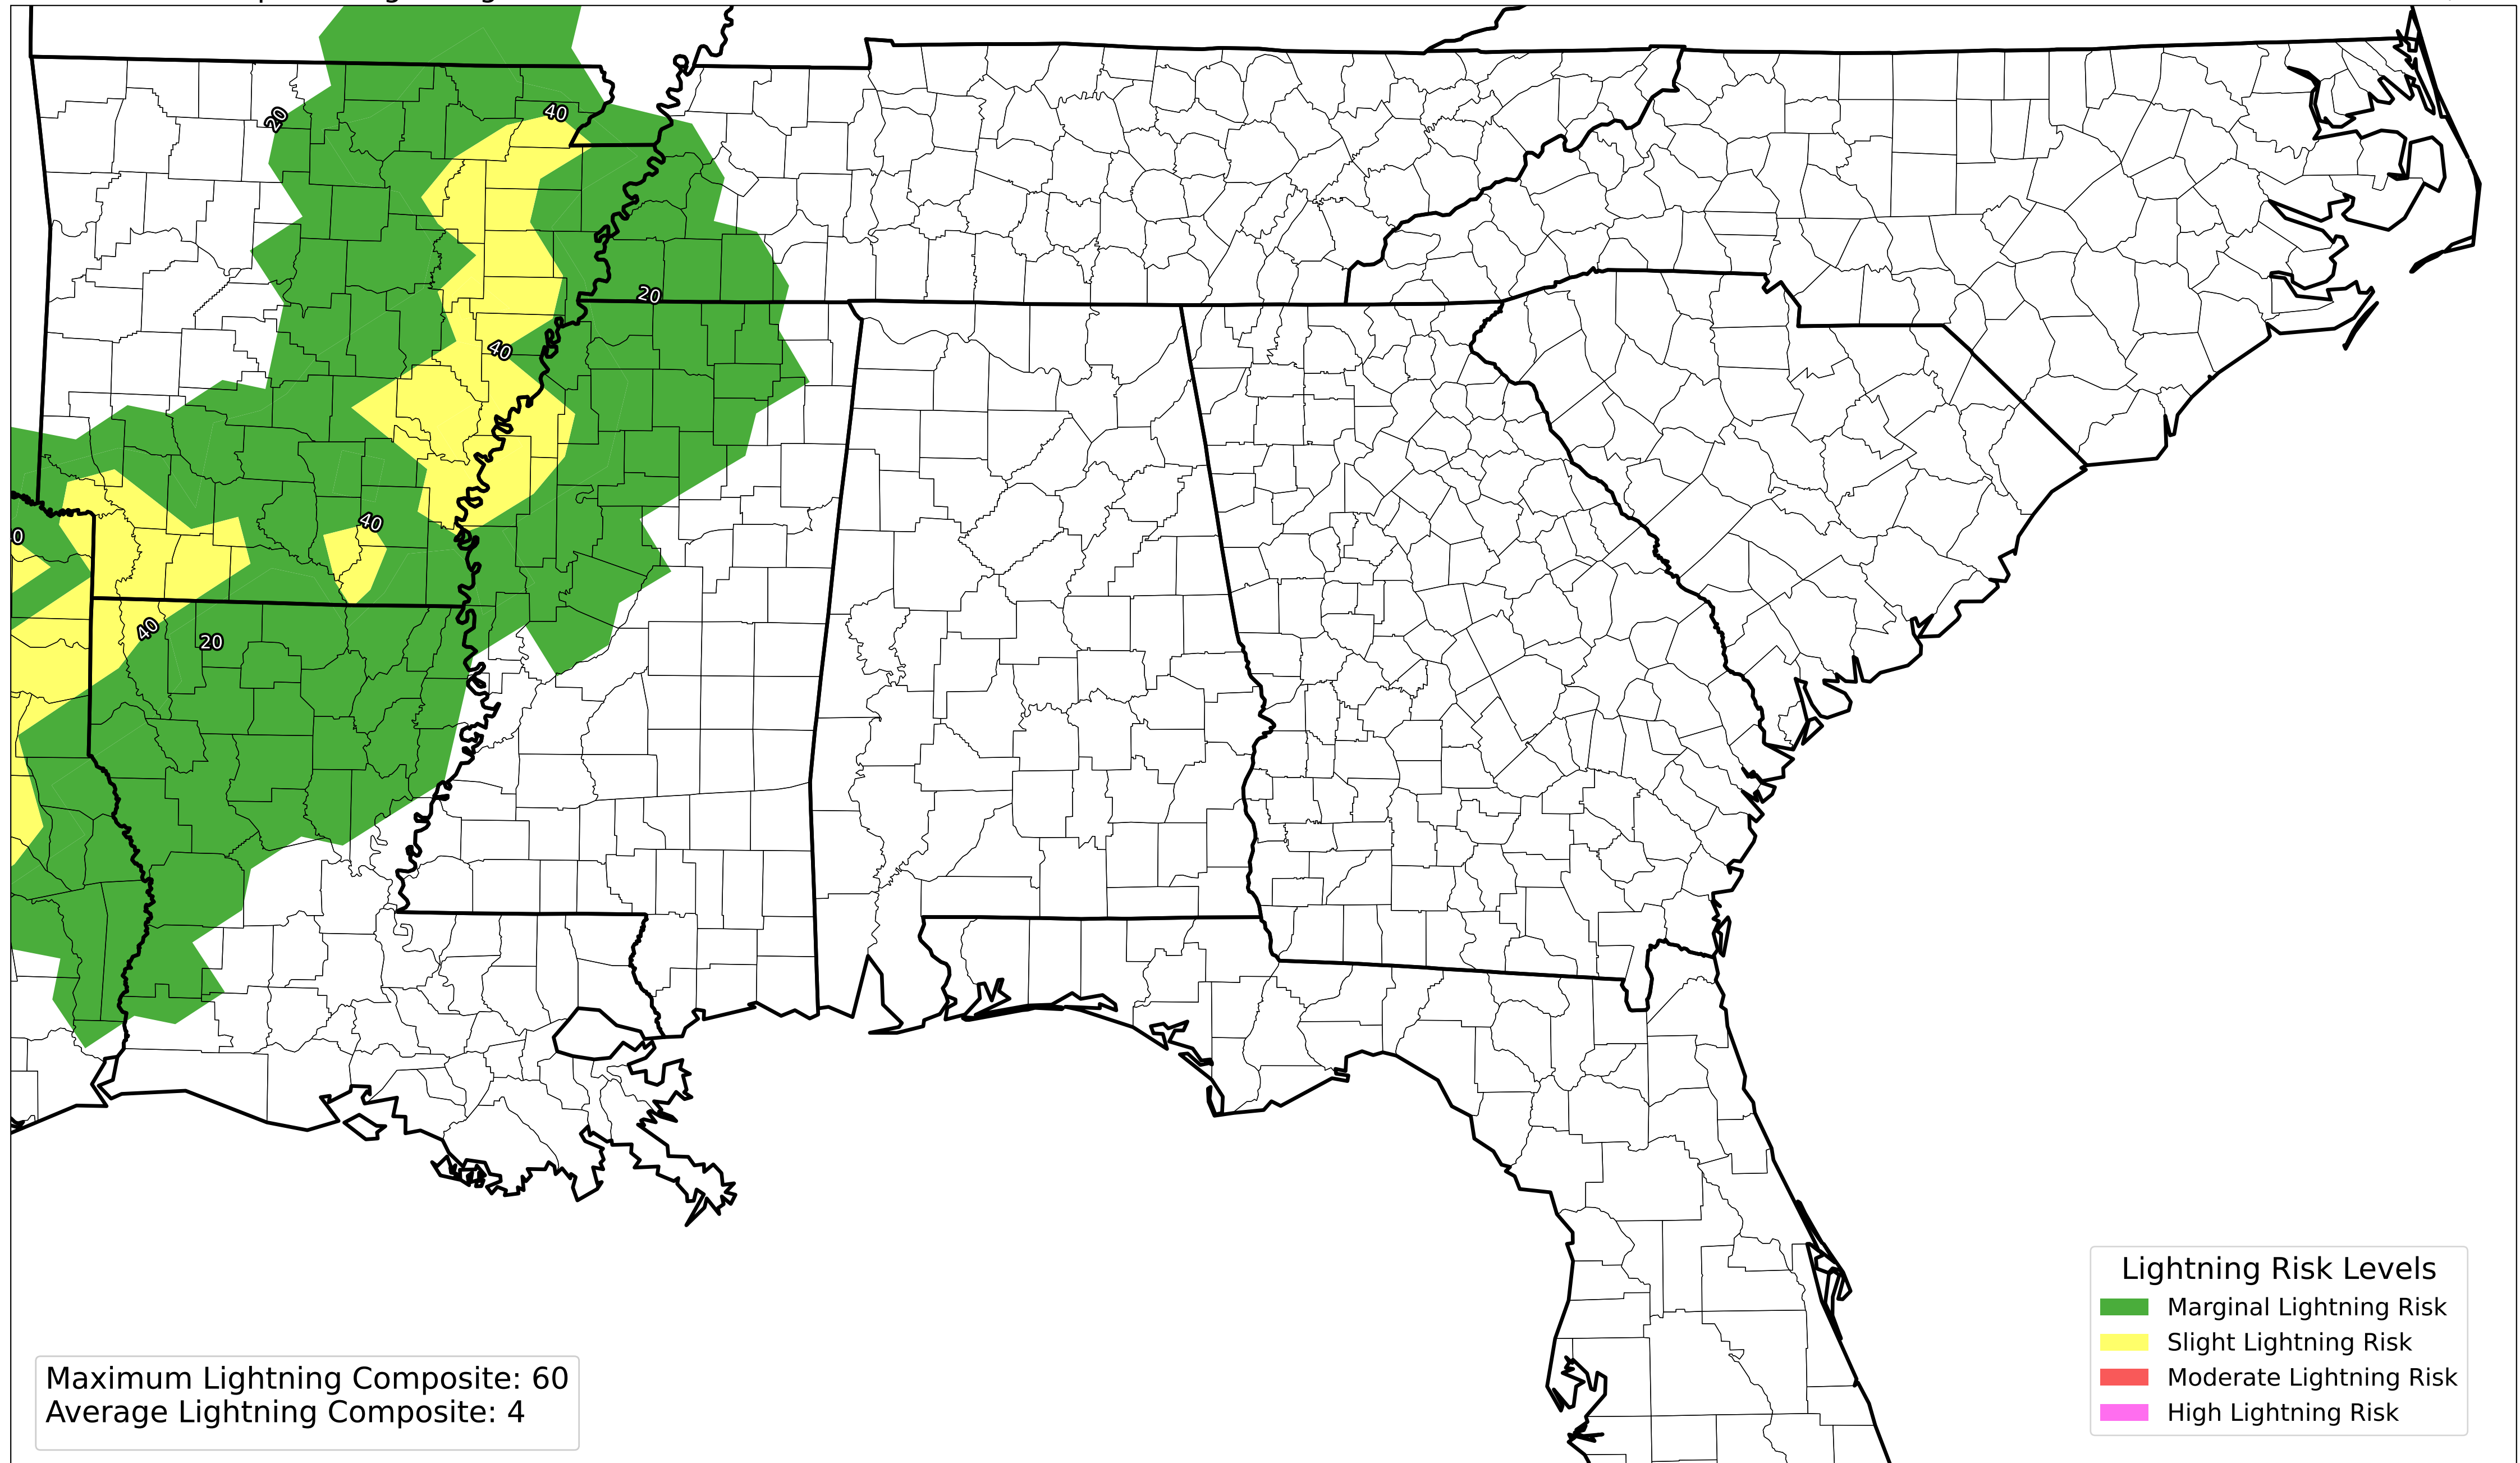 20
40
20
40
40
0
40
20
Lightning Risk Levels
Marginal Lightning Risk
Slight Lightning Risk
Moderate Lightning Risk
High Lightning Risk
Maximum Lightning Composite: 60
Average Lightning Composite: 4